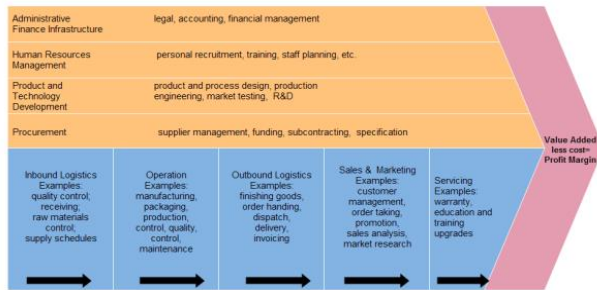 Administrative legal, accounting, financial management
Finance Infrastructure
Human Resources personal recruitment, training, staff planning, etc.
Management
Product and product and process design, production
Technology engineering, market testing, R&D
Development
Procurement supplier management, funding, subcontracting, specification
Value Added
less cost=
Profit Margin
Inbound Logistics
Examples:
quality control;
receiving;
raw materials
control;
supply schedules
Operation
Examples:
manufacturing,
packaging,
production,
control, quality,
control,
maintenance
Outbound Logistics
Examples:
finishing goods,
order handing,
dispatch,
delivery,
invoicing
Sales & Marketing
Examples:
customer
management,
order taking,
promotion,
sales analysis,
market research
Servicing
Examples:
warranty,
education and
training
upgrades